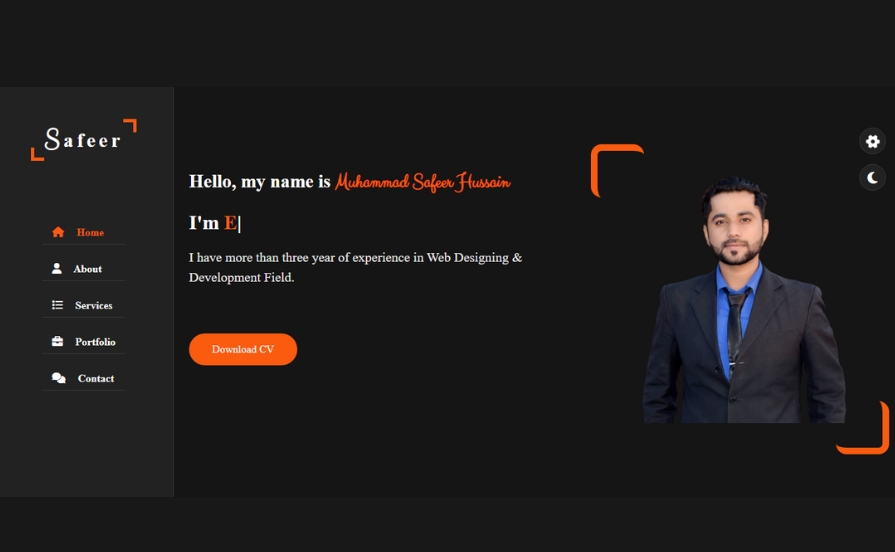 Safeer
Home
About
Services
Portfolio
Contact
Hello, my name is Muhammad Safeer Hussain
I'm E|
I have more than three year of experience in Web Designing &
Development Field.
Download CV